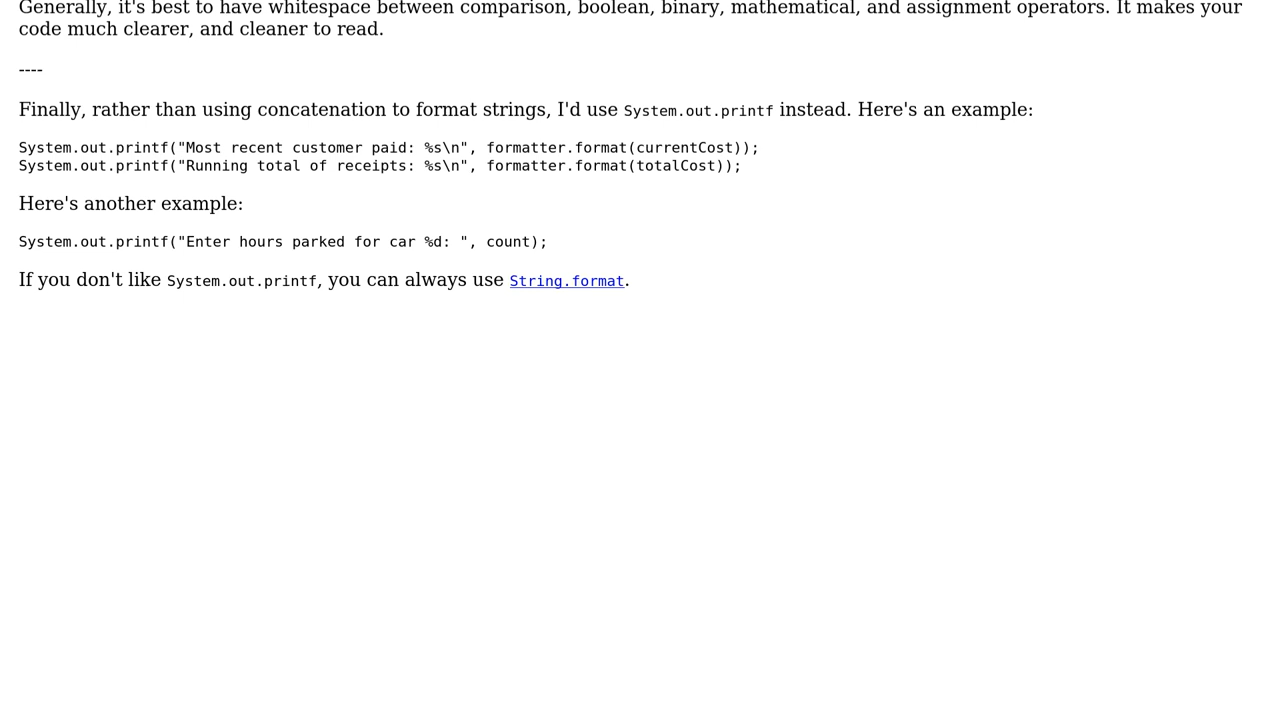 Generally, it's best to have whitespace between comparison, boolean, binary, mathematical, and assignment operators. It makes your
code much clearer, and cleaner to read.
----
Finally, rather than using concatenation to format strings, I'd use System.out.printf instead. Here's an example:
System.out.printf("Most recent customer paid: %s\n", formatter.format(currentCost));
System.out.printf("Running total of receipts: %s\n", formatter.format(totalCost));
Here's another example:
System.out.printf("Enter hours parked for car %d: ", count);
If you don't like System.out.printf, you can always use String.format.